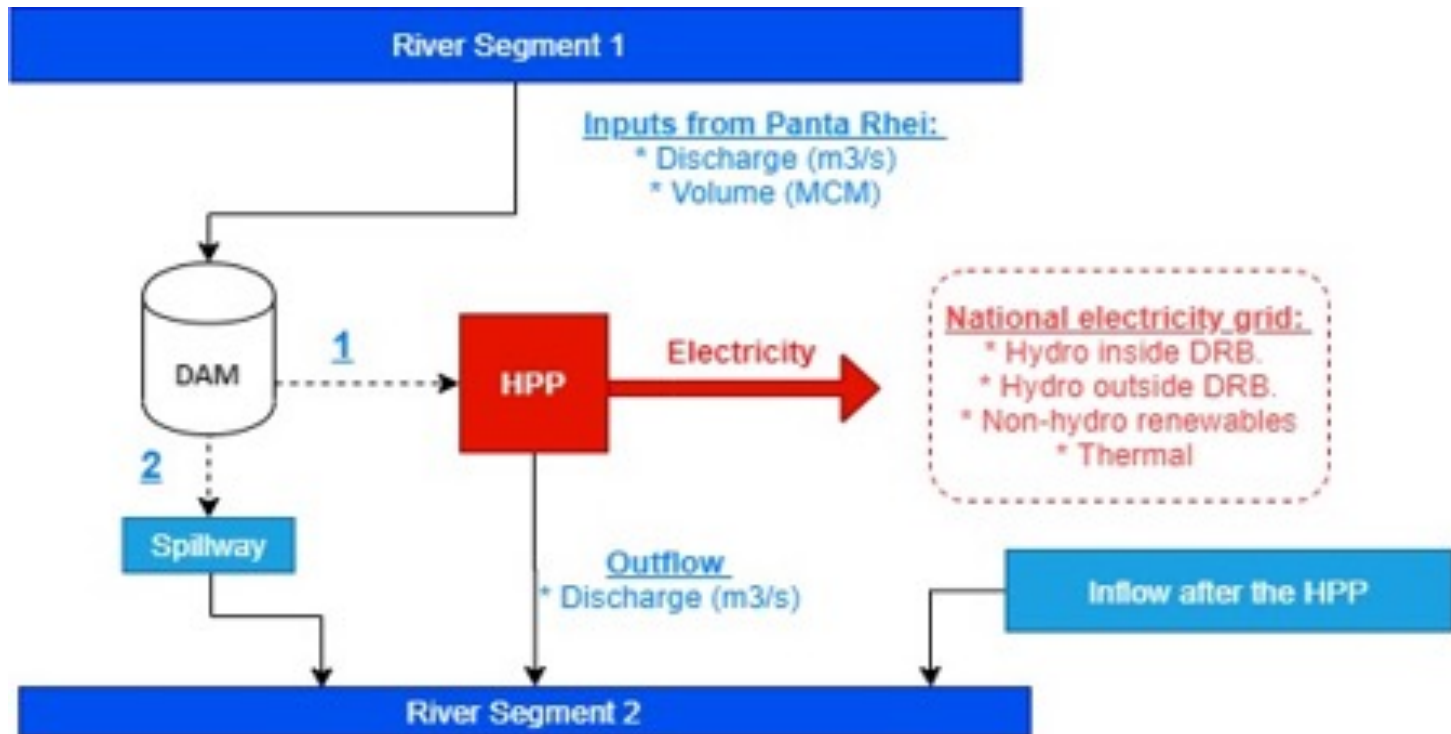 River Segment 1
Inputs from Panta Rhei:
* Discharge (m3/s)
* Volume (MCM)
DAM
1
HPP
Electricity
National electricity grid:
* Hydro inside DRB.
* Hydro outside DRB.
* Non-hydro renewables
* Thermal
2
Spillway
Outflow
* Discharge (m3/s)
Inflow after the HPP
River Segment 2